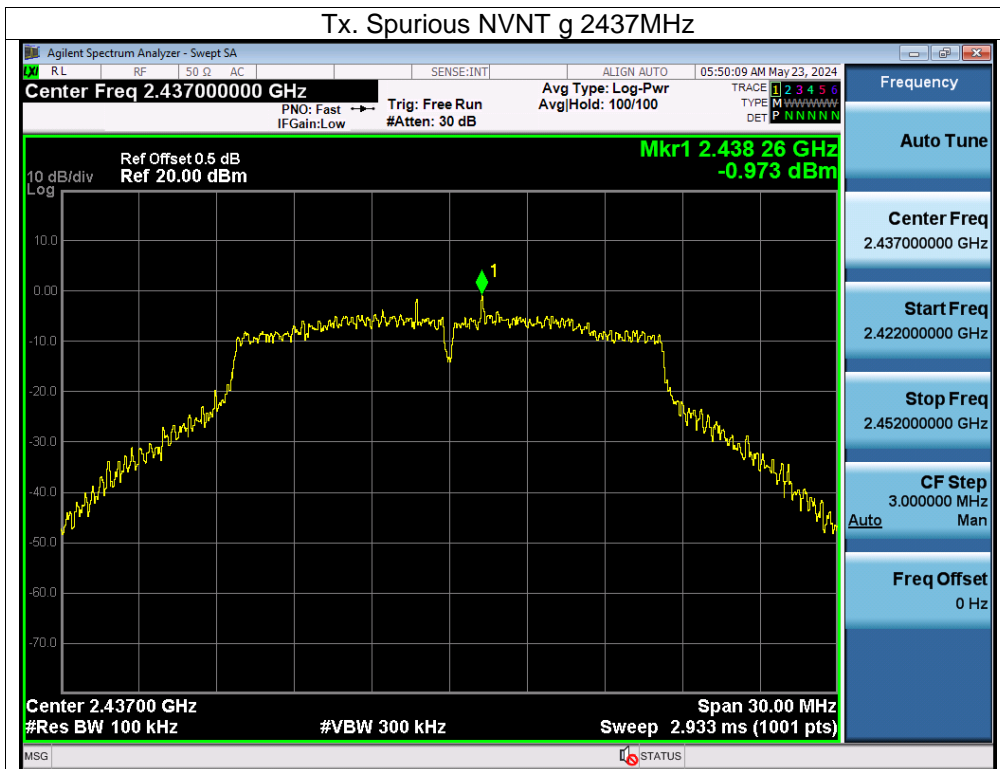 Tx. Spurious NVNT g 2437MHz
Agilent Spectrum Analyzer - Swept SA
LXI RL RF 50 Ω AC SENSE:INT ALIGN AUTO 05:50:09 AM May 23, 2024
Center Freq 2.437000000 GHz
PNO: Fast
IFGain:Low
Trig: Free Run
#Atten: 30 dB
Avg Type: Log-Pwr
Avg|Hold: 100/100
TRACE 1 2 3 4 5 6
TYPE M WWWWW
DET P N N N N N
Mkr1 2.438 26 GHz
-0.973 dBm
Ref Offset 0.5 dB
10 dB/div Ref 20.00 dBm
Log
10.0
0.00
-10.0
-20.0
-30.0
-40.0
-50.0
-60.0
-70.0
1
Center 2.43700 GHz Span 30.00 MHz
#Res BW 100 kHz #VBW 300 kHz Sweep 2.933 ms (1001 pts)
MSG STATUS
Frequency
Auto Tune
Center Freq
2.437000000 GHz
Start Freq
2.422000000 GHz
Stop Freq
2.452000000 GHz
CF Step
3.000000 MHz
Auto Man
Freq Offset
0 Hz